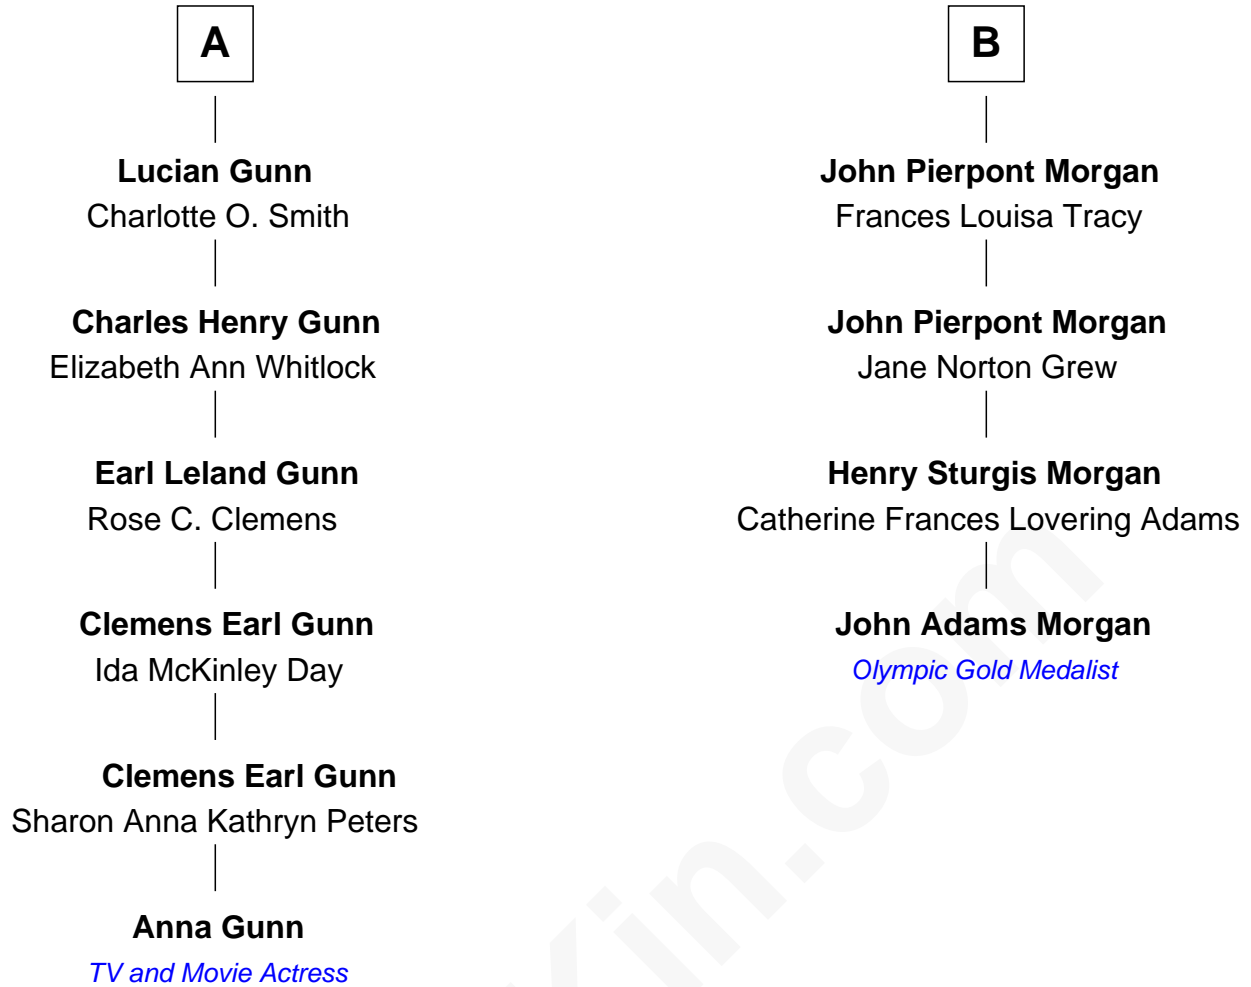 A
Lucian Gunn
Charlotte O. Smith
Charles Henry Gunn
Elizabeth Ann Whitlock
Earl Leland Gunn
Rose C. Clemens
Clemens Earl Gunn
Ida McKinley Day
Clemens Earl Gunn
Sharon Anna Kathryn Peters
Anna Gunn
TV and Movie Actress
B
John Pierpont Morgan
Frances Louisa Tracy
John Pierpont Morgan
Jane Norton Grew
Henry Sturgis Morgan
Catherine Frances Lovering Adams
John Adams Morgan
Olympic Gold Medalist